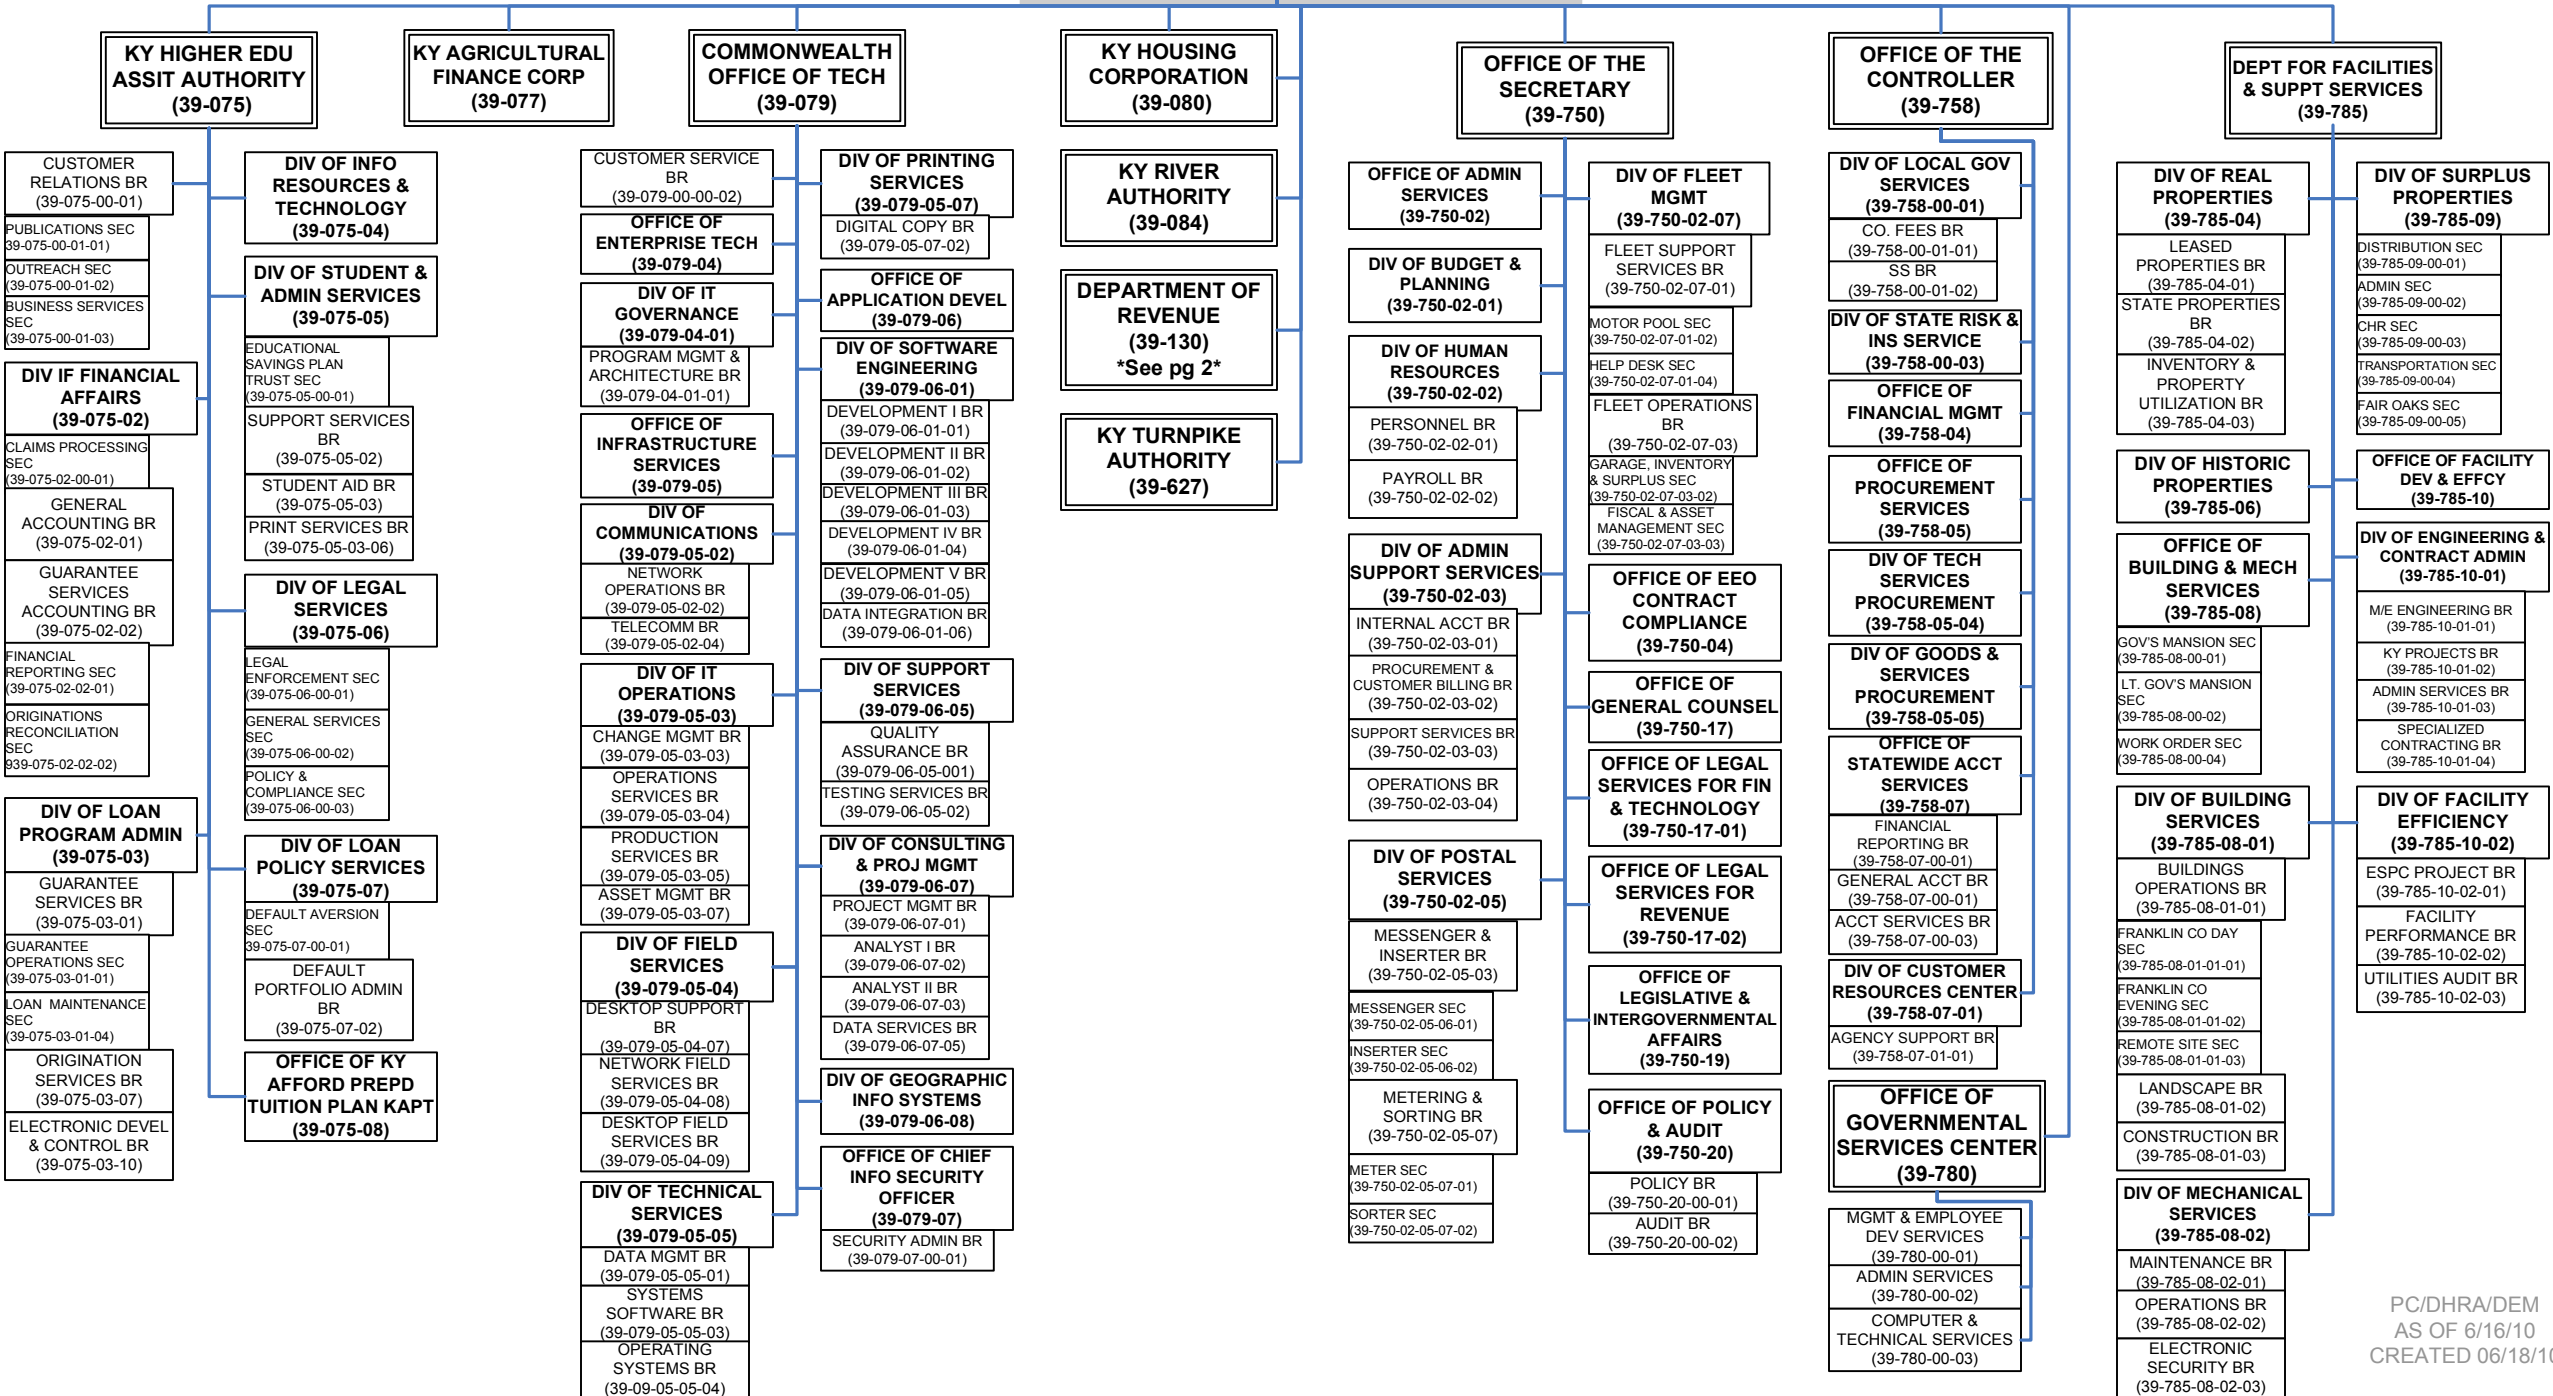 KY HIGHER EDU
ASSIT AUTHORITY
(39-075)
CUSTOMER
RELATIONS BR
(39-075-00-01)
PUBLICATIONS SEC
39-075-00-01-01)
OUTREACH SEC
(39-075-00-01-02)
BUSINESS SERVICES
SEC
(39-075-00-01-03)
DIV IF FINANCIAL
AFFAIRS
(39-075-02)
CLAIMS PROCESSING
SEC
(39-075-02-00-01)
GENERAL
ACCOUNTING BR
(39-075-02-01)
GUARANTEE
SERVICES
ACCOUNTING BR
(39-075-02-02)
FINANCIAL
REPORTING SEC
(39-075-02-02-01)
ORIGINATIONS
RECONCILIATION
SEC
939-075-02-02-02)
DIV OF LOAN
PROGRAM ADMIN
(39-075-03)
GUARANTEE
SERVICES BR
(39-075-03-01)
GUARANTEE
OPERATIONS SEC
(39-075-03-01-01)
LOAN MAINTENANCE
SEC
(39-075-03-01-04)
ORIGINATION
SERVICES BR
(39-075-03-07)
ELECTRONIC DEVEL
& CONTROL BR
(39-075-03-10)
DIV OF INFO
RESOURCES &
TECHNOLOGY
(39-075-04)
DIV OF STUDENT &
ADMIN SERVICES
(39-075-05)
EDUCATIONAL
SAVINGS PLAN
TRUST SEC
(39-075-05-00-01)
SUPPORT SERVICES
BR
(39-075-05-02)
STUDENT AID BR
(39-075-05-03)
PRINT SERVICES BR
(39-075-05-03-06)
DIV OF LEGAL
SERVICES
(39-075-06)
LEGAL
ENFORCEMENT SEC
(39-075-06-00-01)
GENERAL SERVICES
SEC
(39-075-06-00-02)
POLICY &
COMPLIANCE SEC
(39-075-06-00-03)
DIV OF LOAN
POLICY SERVICES
(39-075-07)
DEFAULT AVERSION
SEC
39-075-07-00-01)
DEFAULT
PORTFOLIO ADMIN
BR
(39-075-07-02)
OFFICE OF KY
AFFORD PREPD
TUITION PLAN KAPT
(39-075-08)
KY AGRICULTURAL
FINANCE CORP
(39-077)
COMMONWEALTH
OFFICE OF TECH
(39-079)
CUSTOMER SERVICE
BR
(39-079-00-00-02)
OFFICE OF
ENTERPRISE TECH
(39-079-04)
DIV OF IT
GOVERNANCE
(39-079-04-01)
PROGRAM MGMT &
ARCHITECTURE BR
(39-079-04-01-01)
OFFICE OF
INFRASTRUCTURE
SERVICES
(39-079-05)
DIV OF
COMMUNICATIONS
(39-079-05-02)
NETWORK
OPERATIONS BR
(39-079-05-02-02)
TELECOMM BR
(39-079-05-02-04)
DIV OF IT
OPERATIONS
(39-079-05-03)
CHANGE MGMT BR
(39-079-05-03-03)
OPERATIONS
SERVICES BR
(39-079-05-03-04)
PRODUCTION
SERVICES BR
(39-079-05-03-05)
ASSET MGMT BR
(39-079-05-03-07)
DIV OF FIELD
SERVICES
(39-079-05-04)
DESKTOP SUPPORT
BR
(39-079-05-04-07)
NETWORK FIELD
SERVICES BR
(39-079-05-04-08)
DESKTOP FIELD
SERVICES BR
(39-079-05-04-09)
DIV OF TECHNICAL
SERVICES
(39-079-05-05)
DATA MGMT BR
(39-079-05-05-01)
SYSTEMS
SOFTWARE BR
(39-079-05-05-03)
OPERATING
SYSTEMS BR
(39-09-05-05-04)
DIV OF PRINTING
SERVICES
(39-079-05-07)
DIGITAL COPY BR
(39-079-05-07-02)
OFFICE OF
APPLICATION DEVEL
(39-079-06)
DIV OF SOFTWARE
ENGINEERING
(39-079-06-01)
DEVELOPMENT I BR
(39-079-06-01-01)
DEVELOPMENT II BR
(39-079-06-01-02)
DEVELOPMENT III BR
(39-079-06-01-03)
DEVELOPMENT IV BR
(39-079-06-01-04)
DEVELOPMENT V BR
(39-079-06-01-05)
DATA INTEGRATION BR
(39-079-06-01-06)
DIV OF SUPPORT
SERVICES
(39-079-06-05)
QUALITY
ASSURANCE BR
(39-079-06-05-001)
TESTING SERVICES BR
(39-079-06-05-02)
DIV OF CONSULTING
& PROJ MGMT
(39-079-06-07)
PROJECT MGMT BR
(39-079-06-07-01)
ANALYST I BR
(39-079-06-07-02)
ANALYST II BR
(39-079-06-07-03)
DATA SERVICES BR
(39-079-06-07-05)
DIV OF GEOGRAPHIC
INFO SYSTEMS
(39-079-06-08)
OFFICE OF CHIEF
INFO SECURITY
OFFICER
(39-079-07)
SECURITY ADMIN BR
(39-079-07-00-01)
KY HOUSING
CORPORATION
(39-080)
KY RIVER
AUTHORITY
(39-084)
DEPARTMENT OF
REVENUE
(39-130)
*See pg 2*
KY TURNPIKE
AUTHORITY
(39-627)
OFFICE OF THE
SECRETARY
(39-750)
OFFICE OF ADMIN
SERVICES
(39-750-02)
DIV OF BUDGET &
PLANNING
(39-750-02-01)
DIV OF HUMAN
RESOURCES
(39-750-02-02)
PERSONNEL BR
(39-750-02-02-01)
PAYROLL BR
(39-750-02-02-02)
DIV OF ADMIN
SUPPORT SERVICES
(39-750-02-03)
INTERNAL ACCT BR
(39-750-02-03-01)
PROCUREMENT &
CUSTOMER BILLING BR
(39-750-02-03-02)
SUPPORT SERVICES BR
(39-750-02-03-03)
OPERATIONS BR
(39-750-02-03-04)
DIV OF POSTAL
SERVICES
(39-750-02-05)
MESSENGER &
INSERTER BR
(39-750-02-05-03)
MESSENGER SEC
(39-750-02-05-06-01)
INSERTER SEC
(39-750-02-05-06-02)
METERING &
SORTING BR
(39-750-02-05-07)
METER SEC
(39-750-02-05-07-01)
SORTER SEC
(39-750-02-05-07-02)
DIV OF FLEET
MGMT
(39-750-02-07)
FLEET SUPPORT
SERVICES BR
(39-750-02-07-01)
MOTOR POOL SEC
(39-750-02-07-01-02)
HELP DESK SEC
(39-750-02-07-01-04)
FLEET OPERATIONS
BR
(39-750-02-07-03)
GARAGE, INVENTORY
& SURPLUS SEC
(39-750-02-07-03-02)
FISCAL & ASSET
MANAGEMENT SEC
(39-750-02-07-03-03)
OFFICE OF EEO
CONTRACT
COMPLIANCE
(39-750-04)
OFFICE OF
GENERAL COUNSEL
(39-750-17)
OFFICE OF LEGAL
SERVICES FOR FIN
& TECHNOLOGY
(39-750-17-01)
OFFICE OF LEGAL
SERVICES FOR
REVENUE
(39-750-17-02)
OFFICE OF
LEGISLATIVE &
INTERGOVERNMENTAL
AFFAIRS
(39-750-19)
OFFICE OF POLICY
& AUDIT
(39-750-20)
POLICY BR
(39-750-20-00-01)
AUDIT BR
(39-750-20-00-02)
OFFICE OF THE
CONTROLLER
(39-758)
DIV OF LOCAL GOV
SERVICES
(39-758-00-01)
CO. FEES BR
(39-758-00-01-01)
SS BR
(39-758-00-01-02)
DIV OF STATE RISK &
INS SERVICE
(39-758-00-03)
OFFICE OF
FINANCIAL MGMT
(39-758-04)
OFFICE OF
PROCUREMENT
SERVICES
(39-758-05)
DIV OF TECH
SERVICES
PROCUREMENT
(39-758-05-04)
DIV OF GOODS &
SERVICES
PROCUREMENT
(39-758-05-05)
OFFICE OF
STATEWIDE ACCT
SERVICES
(39-758-07)
FINANCIAL
REPORTING BR
(39-758-07-00-01)
GENERAL ACCT BR
(39-758-07-00-01)
ACCT SERVICES BR
(39-758-07-00-03)
DIV OF CUSTOMER
RESOURCES CENTER
(39-758-07-01)
AGENCY SUPPORT BR
(39-758-07-01-01)
OFFICE OF
GOVERNMENTAL
SERVICES CENTER
(39-780)
MGMT & EMPLOYEE
DEV SERVICES
(39-780-00-01)
ADMIN SERVICES
(39-780-00-02)
COMPUTER &
TECHNICAL SERVICES
(39-780-00-03)
DEPT FOR FACILITIES
& SUPPT SERVICES
(39-785)
DIV OF REAL
PROPERTIES
(39-785-04)
LEASED
PROPERTIES BR
(39-785-04-01)
STATE PROPERTIES
BR
(39-785-04-02)
INVENTORY &
PROPERTY
UTILIZATION BR
(39-785-04-03)
DIV OF HISTORIC
PROPERTIES
(39-785-06)
OFFICE OF
BUILDING & MECH
SERVICES
(39-785-08)
GOV'S MANSION SEC
(39-785-08-00-01)
LT. GOV'S MANSION
SEC
(39-785-08-00-02)
WORK ORDER SEC
(39-785-08-00-04)
DIV OF BUILDING
SERVICES
(39-785-08-01)
BUILDINGS
OPERATIONS BR
(39-785-08-01-01)
FRANKLIN CO DAY
SEC
(39-785-08-01-01-01)
FRANKLIN CO
EVENING SEC
(39-785-08-01-01-02)
REMOTE SITE SEC
(39-785-08-01-01-03)
LANDSCAPE BR
(39-785-08-01-02)
CONSTRUCTION BR
(39-785-08-01-03)
DIV OF MECHANICAL
SERVICES
(39-785-08-02)
MAINTENANCE BR
(39-785-08-02-01)
OPERATIONS BR
(39-785-08-02-02)
ELECTRONIC
SECURITY BR
(39-785-08-02-03)
DIV OF SURPLUS
PROPERTIES
(39-785-09)
DISTRIBUTION SEC
(39-785-09-00-01)
ADMIN SEC
(39-785-09-00-02)
CHR SEC
(39-785-09-00-03)
TRANSPORTATION SEC
(39-785-09-00-04)
FAIR OAKS SEC
(39-785-09-00-05)
OFFICE OF FACILITY
DEV & EFFCY
(39-785-10)
DIV OF ENGINEERING &
CONTRACT ADMIN
(39-785-10-01)
M/E ENGINEERING BR
(39-785-10-01-01)
KY PROJECTS BR
(39-785-10-01-02)
ADMIN SERVICES BR
(39-785-10-01-03)
SPECIALIZED
CONTRACTING BR
(39-785-10-01-04)
DIV OF FACILITY
EFFICIENCY
(39-785-10-02)
ESPC PROJECT BR
(39-785-10-02-01)
FACILITY
PERFORMANCE BR
(39-785-10-02-02)
UTILITIES AUDIT BR
(39-785-10-02-03)
PC/DHRA/DEM
AS OF 6/16/10
CREATED 06/18/10